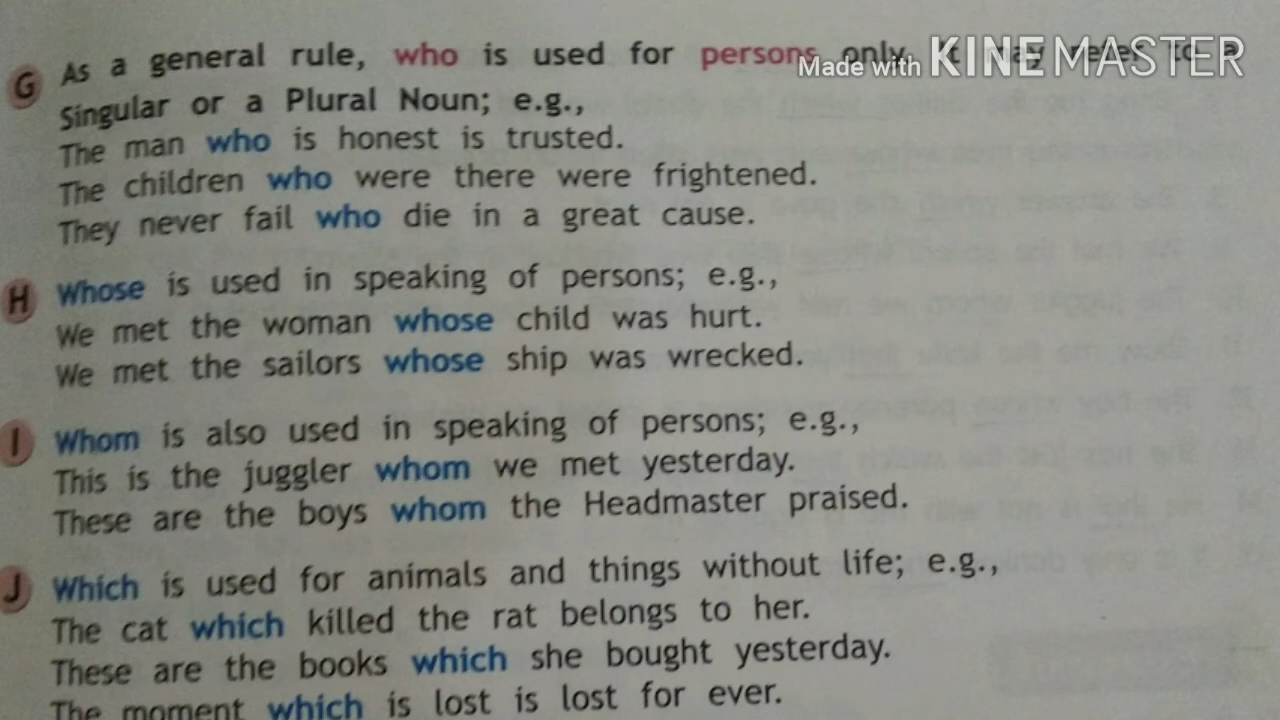 G As a general rule, who is used for persons only. It may refer to a
Made with KINEMASTER
Singular or a Plural Noun; e.g.,
The man who is honest is trusted.
The children who were there were frightened.
They never fail who die in a great cause.
H Whose is used in speaking of persons; e.g.,
We met the woman whose child was hurt.
We met the sailors whose ship was wrecked.
I Whom is also used in speaking of persons; e.g.,
This is the juggler whom we met yesterday.
These are the boys whom the Headmaster praised.
J Which is used for animals and things without life; e.g.,
The cat which killed the rat belongs to her.
These are the books which she bought yesterday.
The moment which is lost is lost for ever.